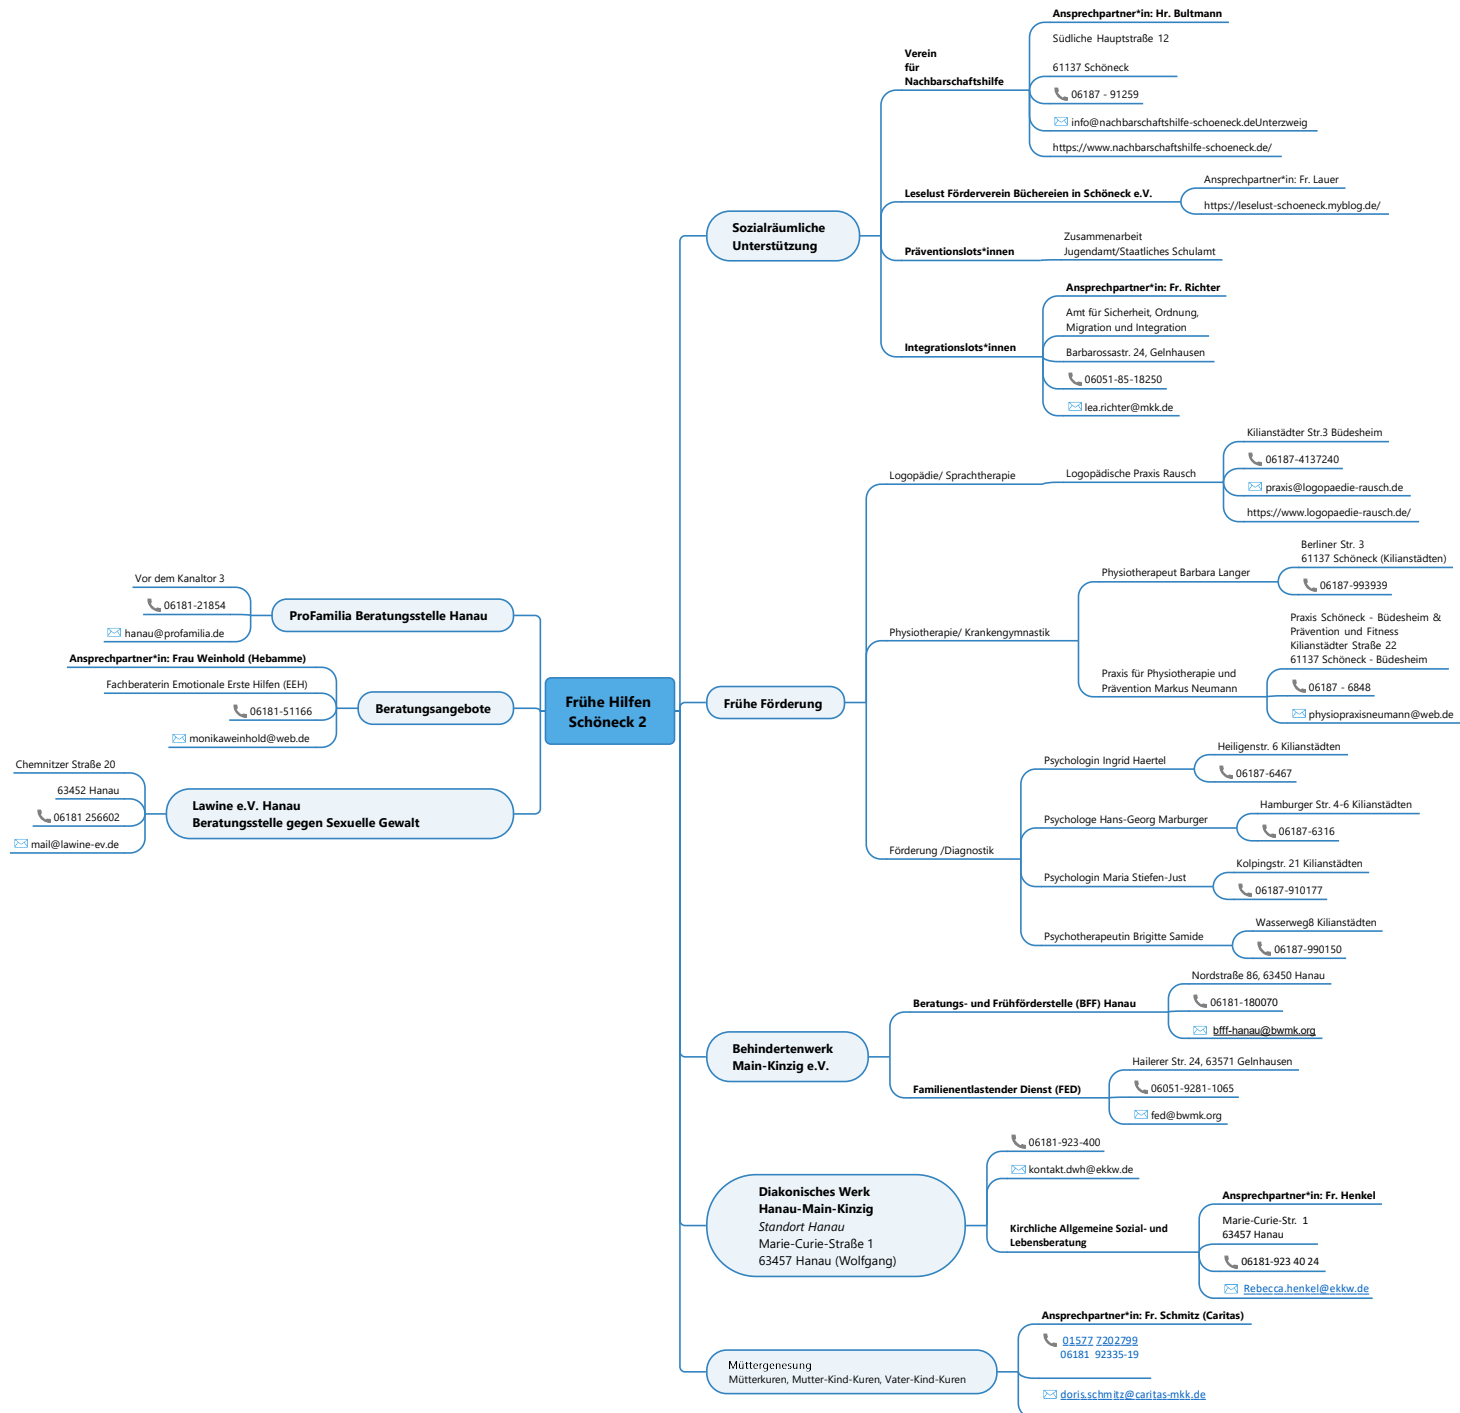 Frühe Hilfen
Schöneck 2
Sozialräumliche
Unterstützung
Verein
für
Nachbarschaftshilfe
Ansprechpartner*in: Hr. Bultmann
Südliche Hauptstraße 12
61137 Schöneck
06187 - 91259
info@nachbarschaftshilfe-schoeneck.deUnterzweig
https://www.nachbarschaftshilfe-schoeneck.de/
Leselust Förderverein Büchereien in Schöneck e.V.
Ansprechpartner*in: Fr. Lauer
https://leselust-schoeneck.myblog.de/
Präventionslots*innen
Zusammenarbeit
Jugendamt/Staatliches Schulamt
Integrationslots*innen
Ansprechpartner*in: Fr. Richter
Amt für Sicherheit, Ordnung,
Migration und Integration
Barbarossastr. 24, Gelnhausen
06051-85-18250
lea.richter@mkk.de
Frühe Förderung
Logopädie/ Sprachtherapie
Logopädische Praxis Rausch
Kilianstädter Str.3 Büdesheim
06187-4137240
praxis@logopaedie-rausch.de
https://www.logopaedie-rausch.de/
Physiotherapie/ Krankengymnastik
Physiotherapeut Barbara Langer
Berliner Str. 3
61137 Schöneck (Kilianstädten)
06187-993939
Praxis für Physiotherapie und
Prävention Markus Neumann
Praxis Schöneck - Büdesheim &
Prävention und Fitness
Kilianstädter Straße 22
61137 Schöneck - Büdesheim
06187 - 6848
physiopraxisneumann@web.de
Förderung /Diagnostik
Psychologin Ingrid Haertel
Heiligenstr. 6 Kilianstädten
06187-6467
Psychologe Hans-Georg Marburger
Hamburger Str. 4-6 Kilianstädten
06187-6316
Psychologin Maria Stiefen-Just
Kolpingstr. 21 Kilianstädten
06187-910177
Psychotherapeutin Brigitte Samide
Wasserweg8 Kilianstädten
06187-990150
Behindertenwerk
Main-Kinzig e.V.
Beratungs- und Frühförderstelle (BFF) Hanau
Nordstraße 86, 63450 Hanau
06181-180070
bfff-hanau@bwmk.org
Familienentlastender Dienst (FED)
Hailerer Str. 24, 63571 Gelnhausen
06051-9281-1065
fed@bwmk.org
Diakonisches Werk
Hanau-Main-Kinzig
Standort Hanau
Marie-Curie-Straße 1
63457 Hanau (Wolfgang)
06181-923-400
kontakt.dwh@ekkw.de
Kirchliche Allgemeine Sozial- und
Lebensberatung
Ansprechpartner*in: Fr. Henkel
Marie-Curie-Str. 1
63457 Hanau
06181-923 40 24
Rebecca.henkel@ekkw.de
Müttergenesung
Mütterkuren, Mutter-Kind-Kuren, Vater-Kind-Kuren
Ansprechpartner*in: Fr. Schmitz (Caritas)
01577 7202799
06181 92335-19
doris.schmitz@caritas-mkk.de
ProFamilia Beratungsstelle Hanau
Vor dem Kanaltor 3
06181-21854
hanau@profamilia.de
Beratungsangebote
Ansprechpartner*in: Frau Weinhold (Hebamme)
Fachberaterin Emotionale Erste Hilfen (EEH)
06181-51166
monikaweinhold@web.de
Lawine e.V. Hanau
Beratungsstelle gegen Sexuelle Gewalt
Chemnitzer Straße 20
63452 Hanau
06181 256602
mail@lawine-ev.de